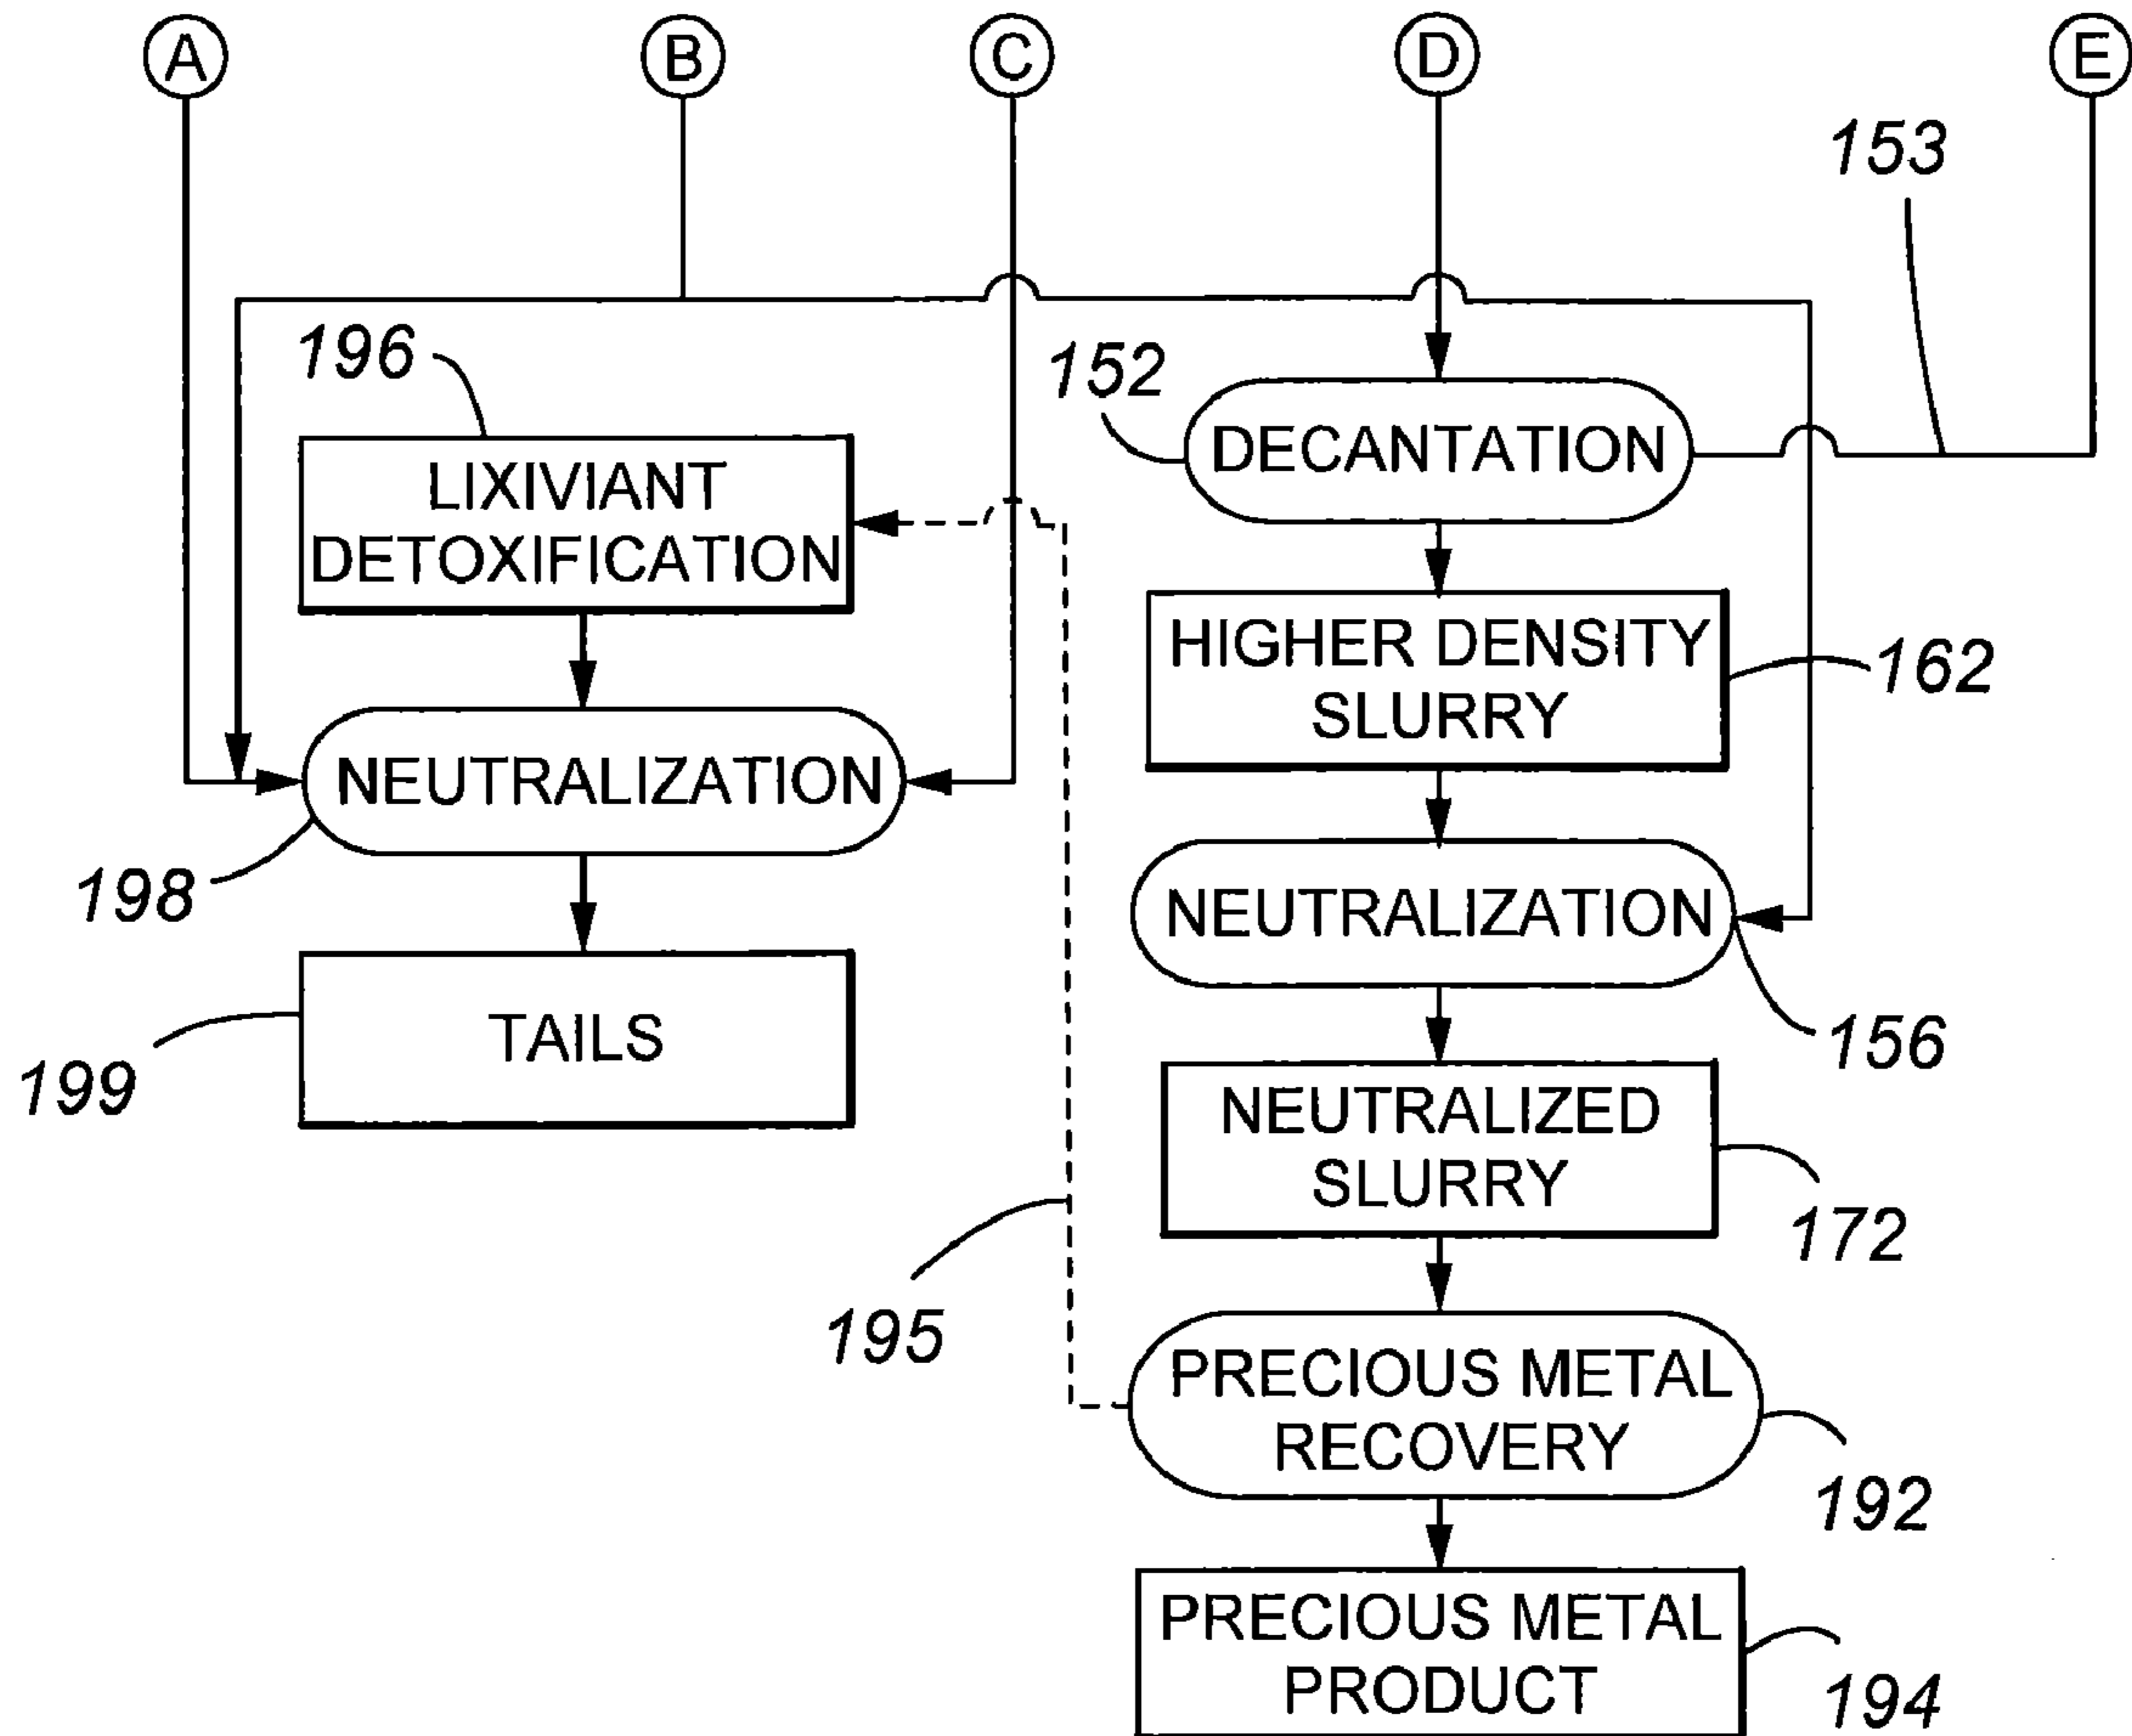 A
B
C
D
E
153
196
152
DECANTATION
LIXIVIANT
DETOXIFICATION
HIGHER DENSITY
SLURRY
162
NEUTRALIZATION
198
NEUTRALIZATION
156
TAILS
199
NEUTRALIZED
SLURRY
172
195
PRECIOUS METAL
RECOVERY
192
PRECIOUS METAL
PRODUCT
194